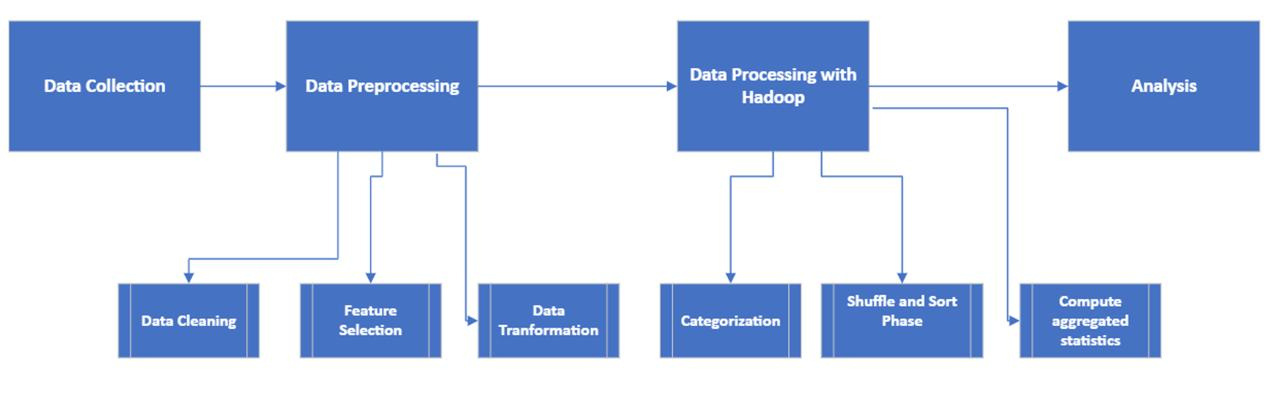 Data Collection
Data Preprocessing
Data Processing with
Hadoop
Analysis
Data Cleaning
Feature
Selection
Data
Tranformation
Categorization
Shuffle and Sort
Phase
Compute
aggregated
statistics